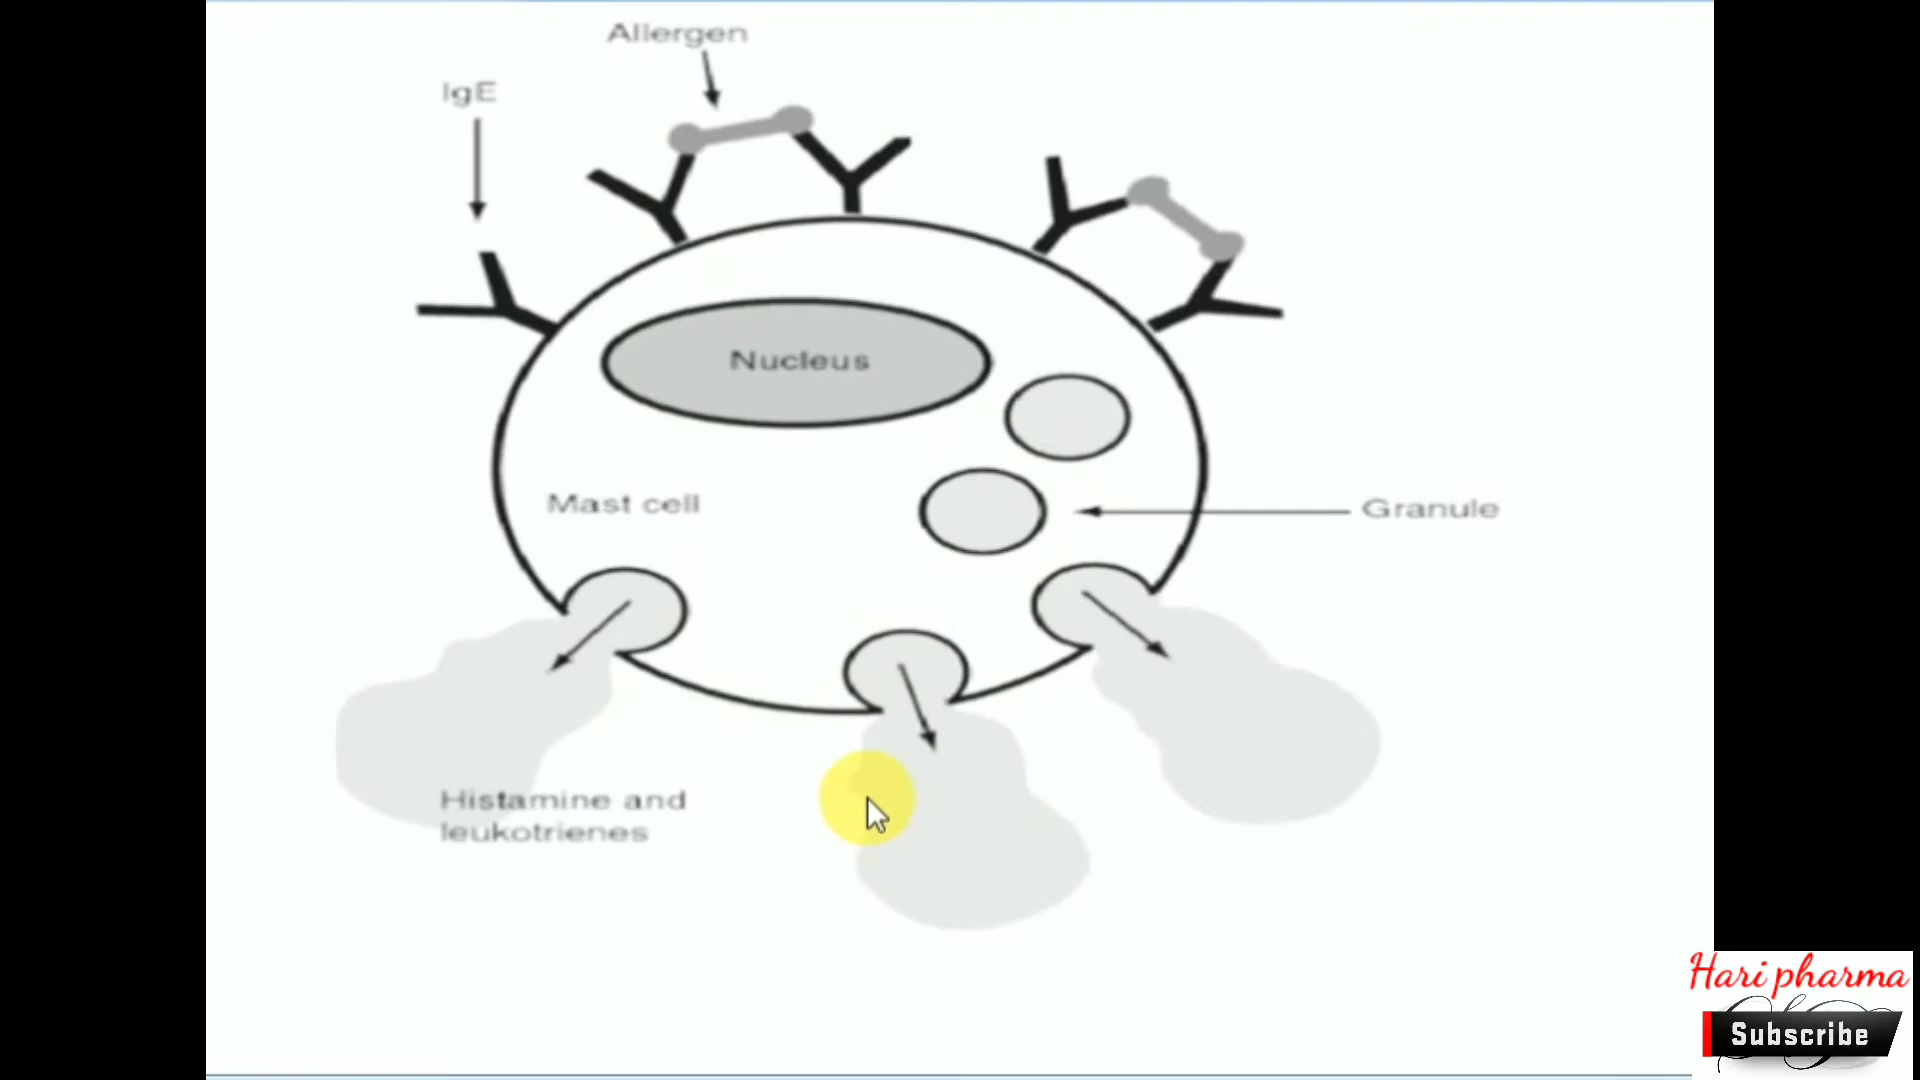 Allergen
IgE
Nucleus
Mast cell
Granule
Histamine and
leukotrienes
Hari pharma
Subscribe